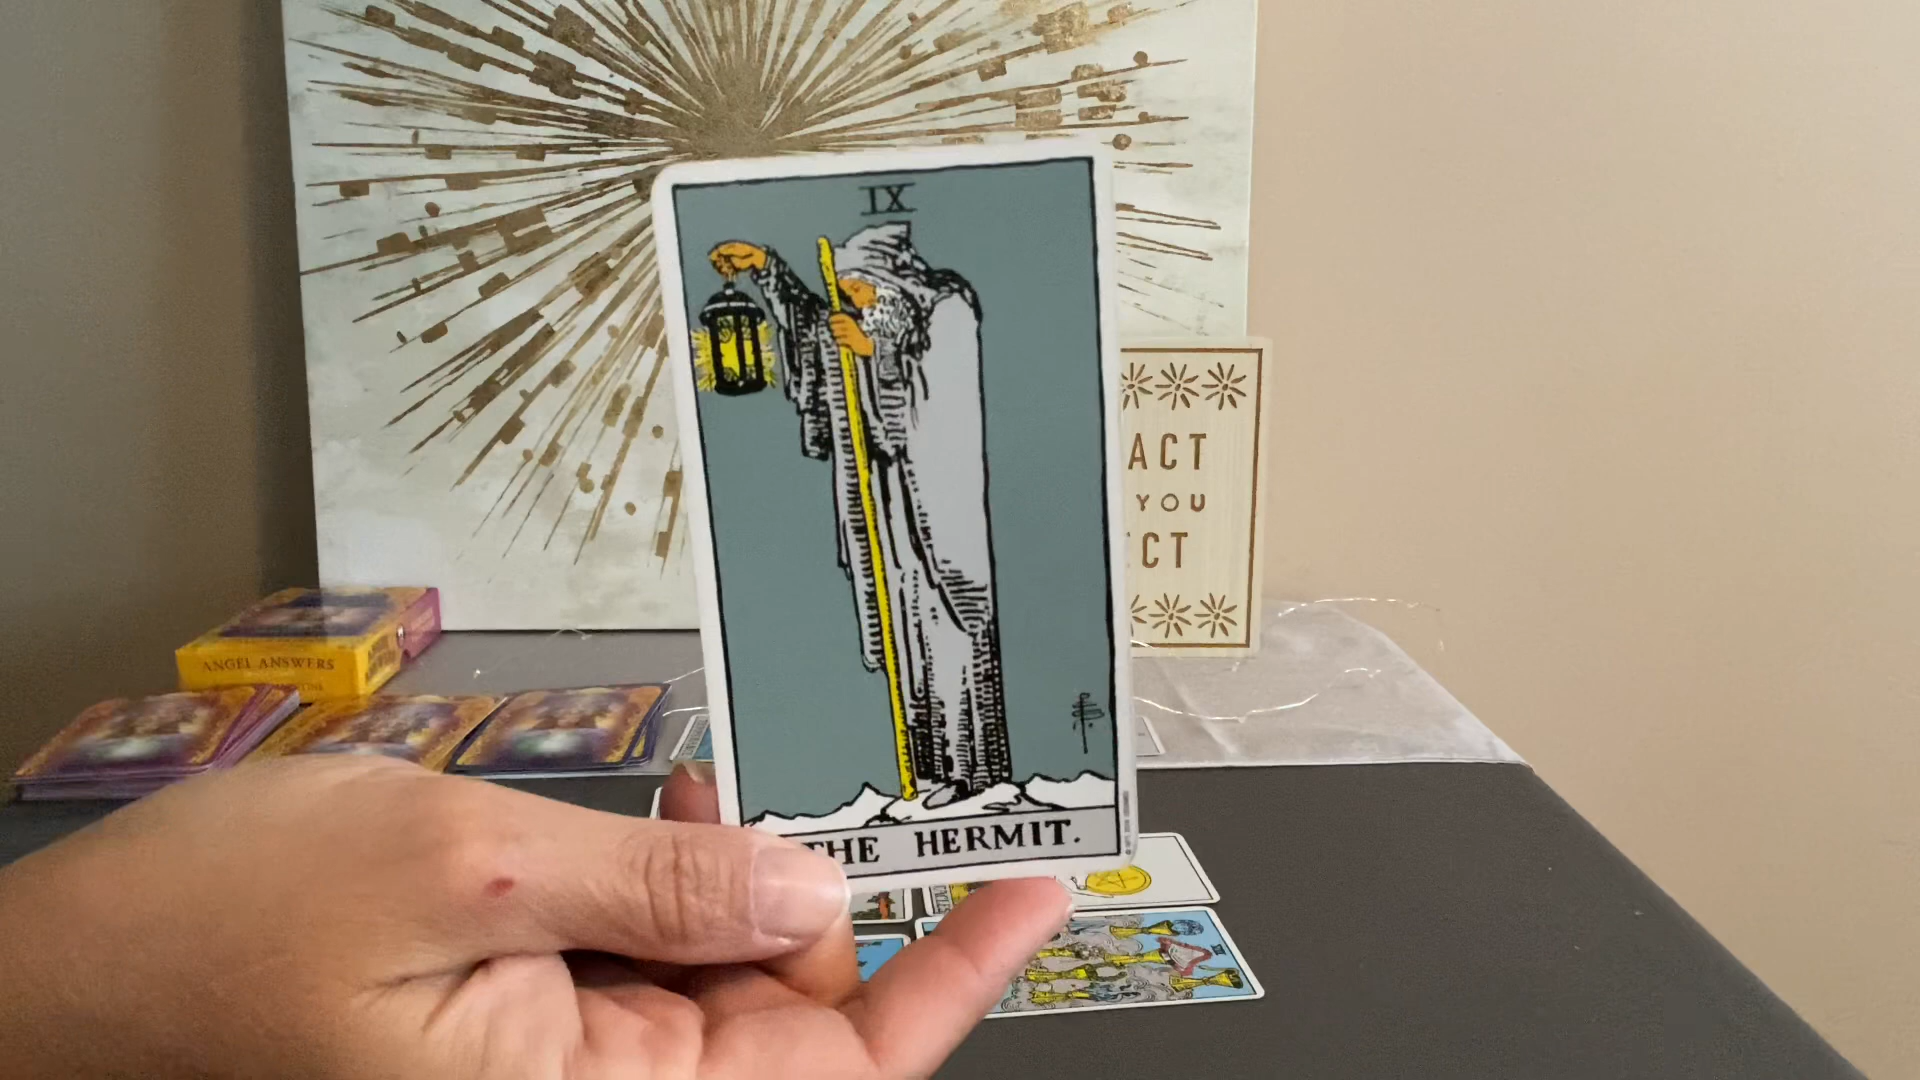 IX
THE HERMIT.
ACT
YOU
CT
ANGEL ANSWERS